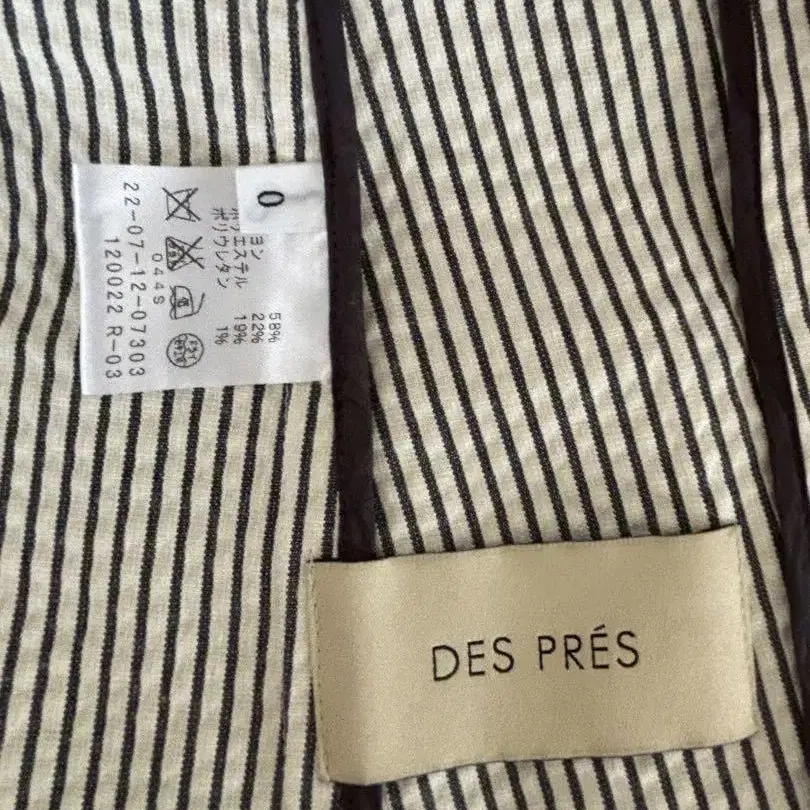 0
58%
ヨン 22%
エステル 19%
ポリウレタン 1%
044S
22-07-12-07303
120022 R-03
DES PRÉS